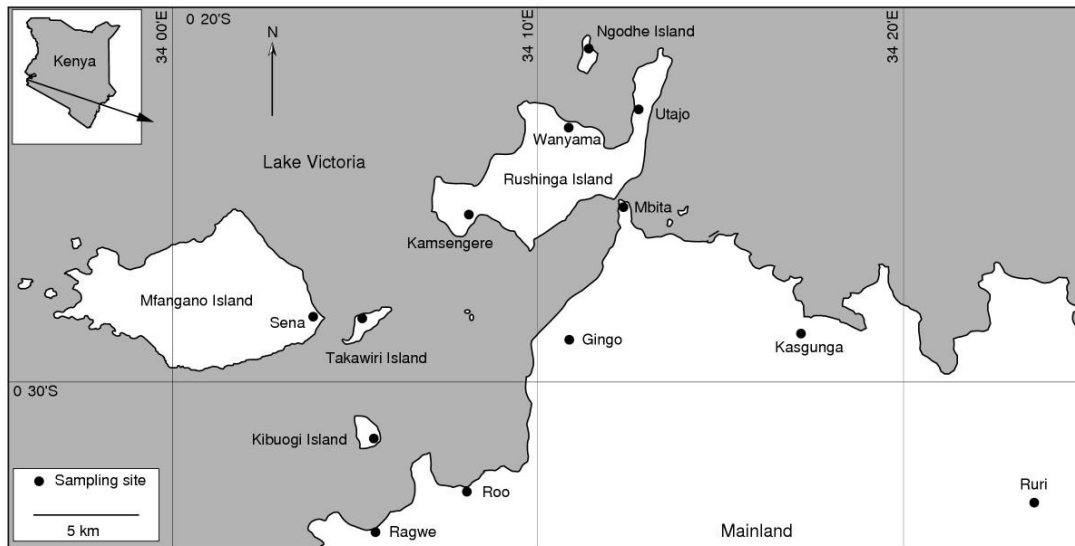 0 20'S
34 00'E
34 10'E
34 20'E
N
Kenya
Ngodhe Island
Utajo
Wanyama
Lake Victoria
Rushinga Island
Mbita
Kamsengere
Mfangano Island
Sena
Takawiri Island
Gingo
Kasgunga
0 30'S
Kibuogi Island
Sampling site
5 km
Roo
Ruri
Ragwe
Mainland